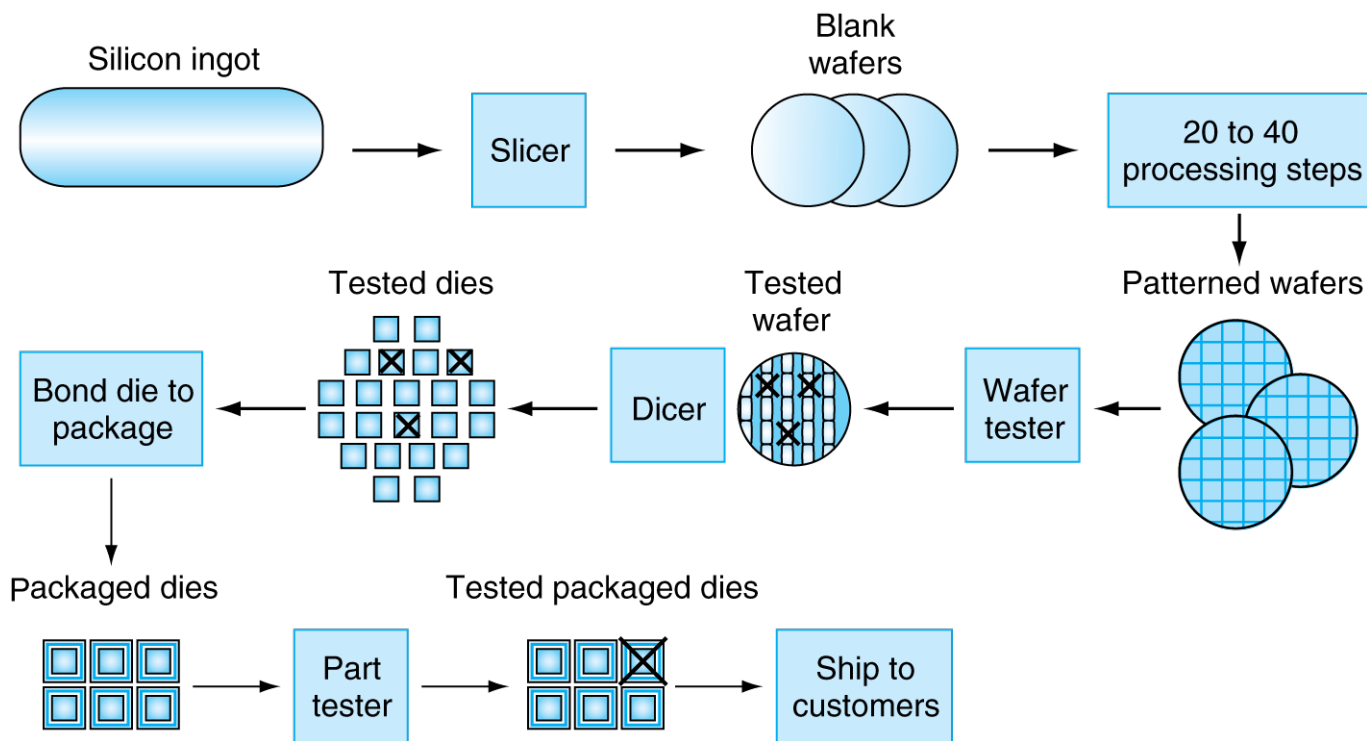 Silicon ingot
Slicer
Blank
wafers
20 to 40
processing steps
Patterned wafers
Wafer
tester
Tested
wafer
Dicer
Tested dies
Bond die to
package
Packaged dies
Part
tester
Tested packaged dies
Ship to
customers